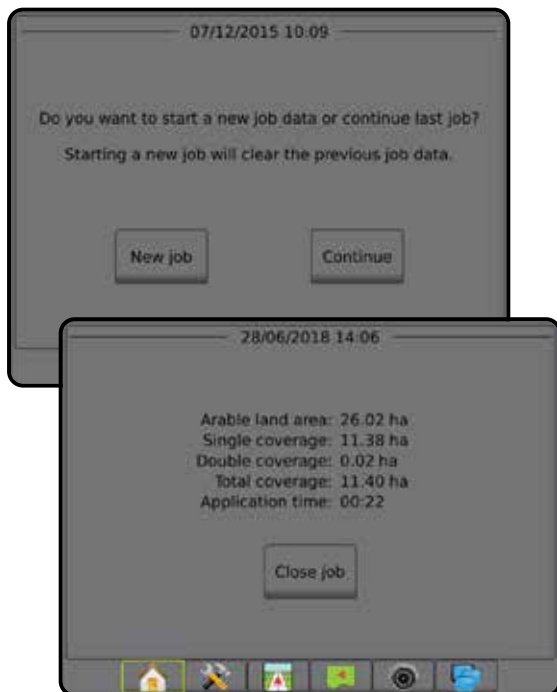 07/12/2015 10:09
Do you want to start a new job data or continue last job?
Starting a new job will clear the previous job data.
New job
Continue
28/06/2018 14:06
Arable land area: 26.02 ha
Single coverage: 11.38 ha
Double coverage: 0.02 ha
Total coverage: 11.40 ha
Application time: 00:22
Close job